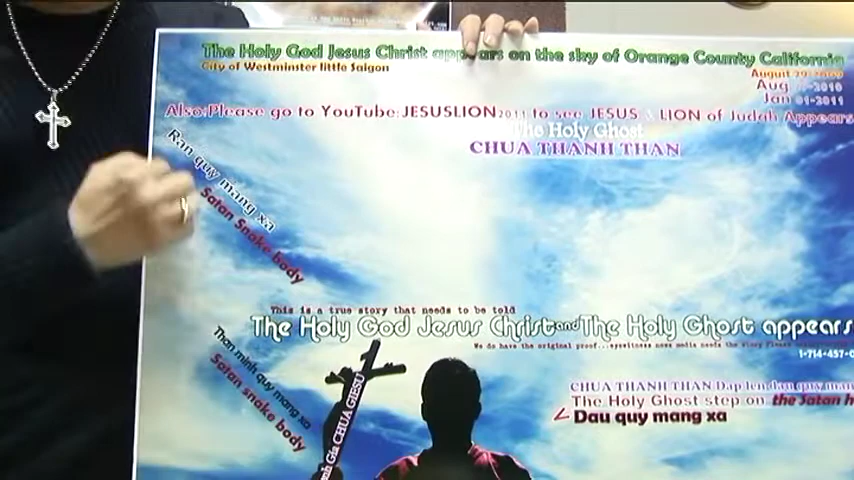 The Holy God Jesus Christ appears on the sky of Orange County California
City of Westminster little Saigon
August 29-2009
Aug 7-2010
Jan 01-2011
Also:Please go to YouTube:JESUSLION2011 to see JESUS & LION of Judah Appears
The Holy Ghost
CHUA THANH THAN
Ran quy mang xa
Satan Snake body
This is a true story that needs to be told
The Holy God Jesus Christ and The Holy Ghost appears
We do have the original proof...eyewitness news media needs the story Please
1-714-457-0
Than minh quy mang xa
Satan snake body
CHUA GIESU
CHUA THANH THAN Dap len dau quy man
The Holy Ghost step on the Satan h
Dau quy mang xa